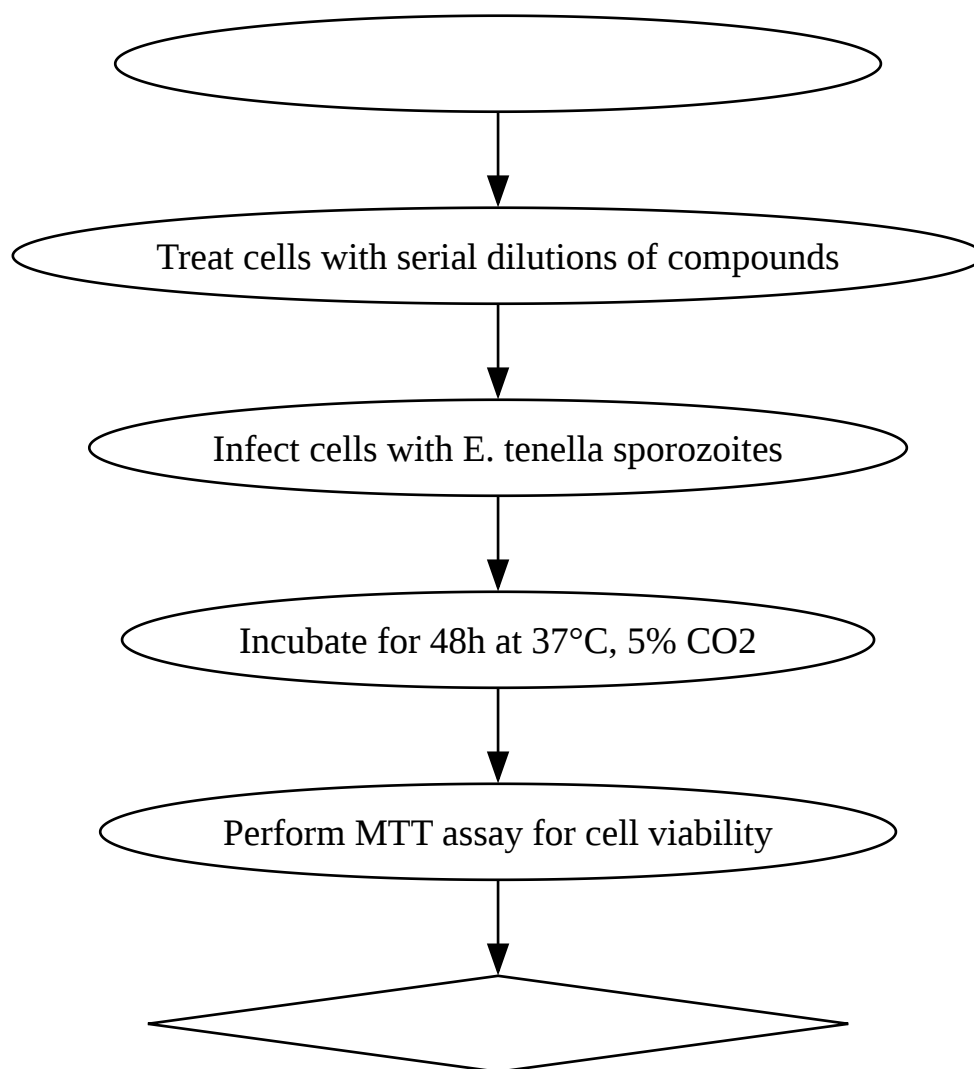 Treat cells with serial dilutions of compounds
Infect cells with E. tenella sporozoites
Incubate for 48h at 37°C, 5% CO2
Perform MTT assay for cell viability